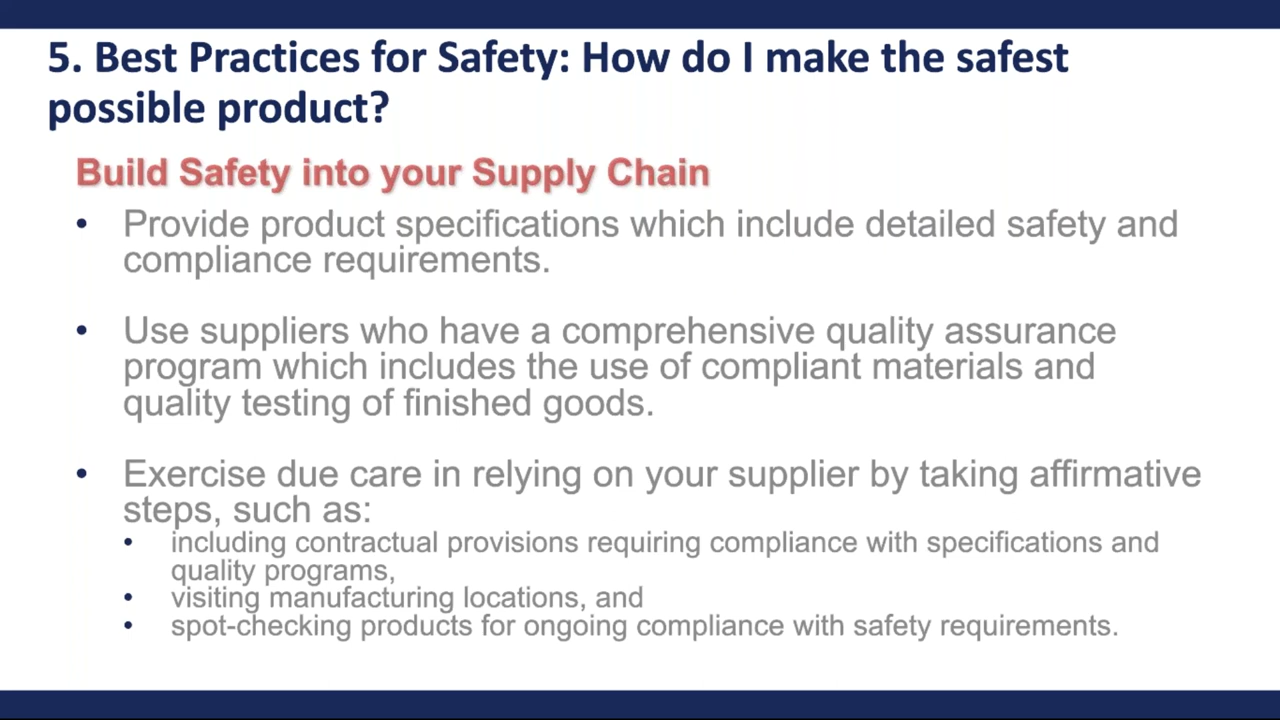 5. Best Practices for Safety: How do I make the safest
possible product?
Build Safety into your Supply Chain
• Provide product specifications which include detailed safety and
compliance requirements.
• Use suppliers who have a comprehensive quality assurance
program which includes the use of compliant materials and
quality testing of finished goods.
• Exercise due care in relying on your supplier by taking affirmative
steps, such as:
• including contractual provisions requiring compliance with specifications and
quality programs,
• visiting manufacturing locations, and
• spot-checking products for ongoing compliance with safety requirements.